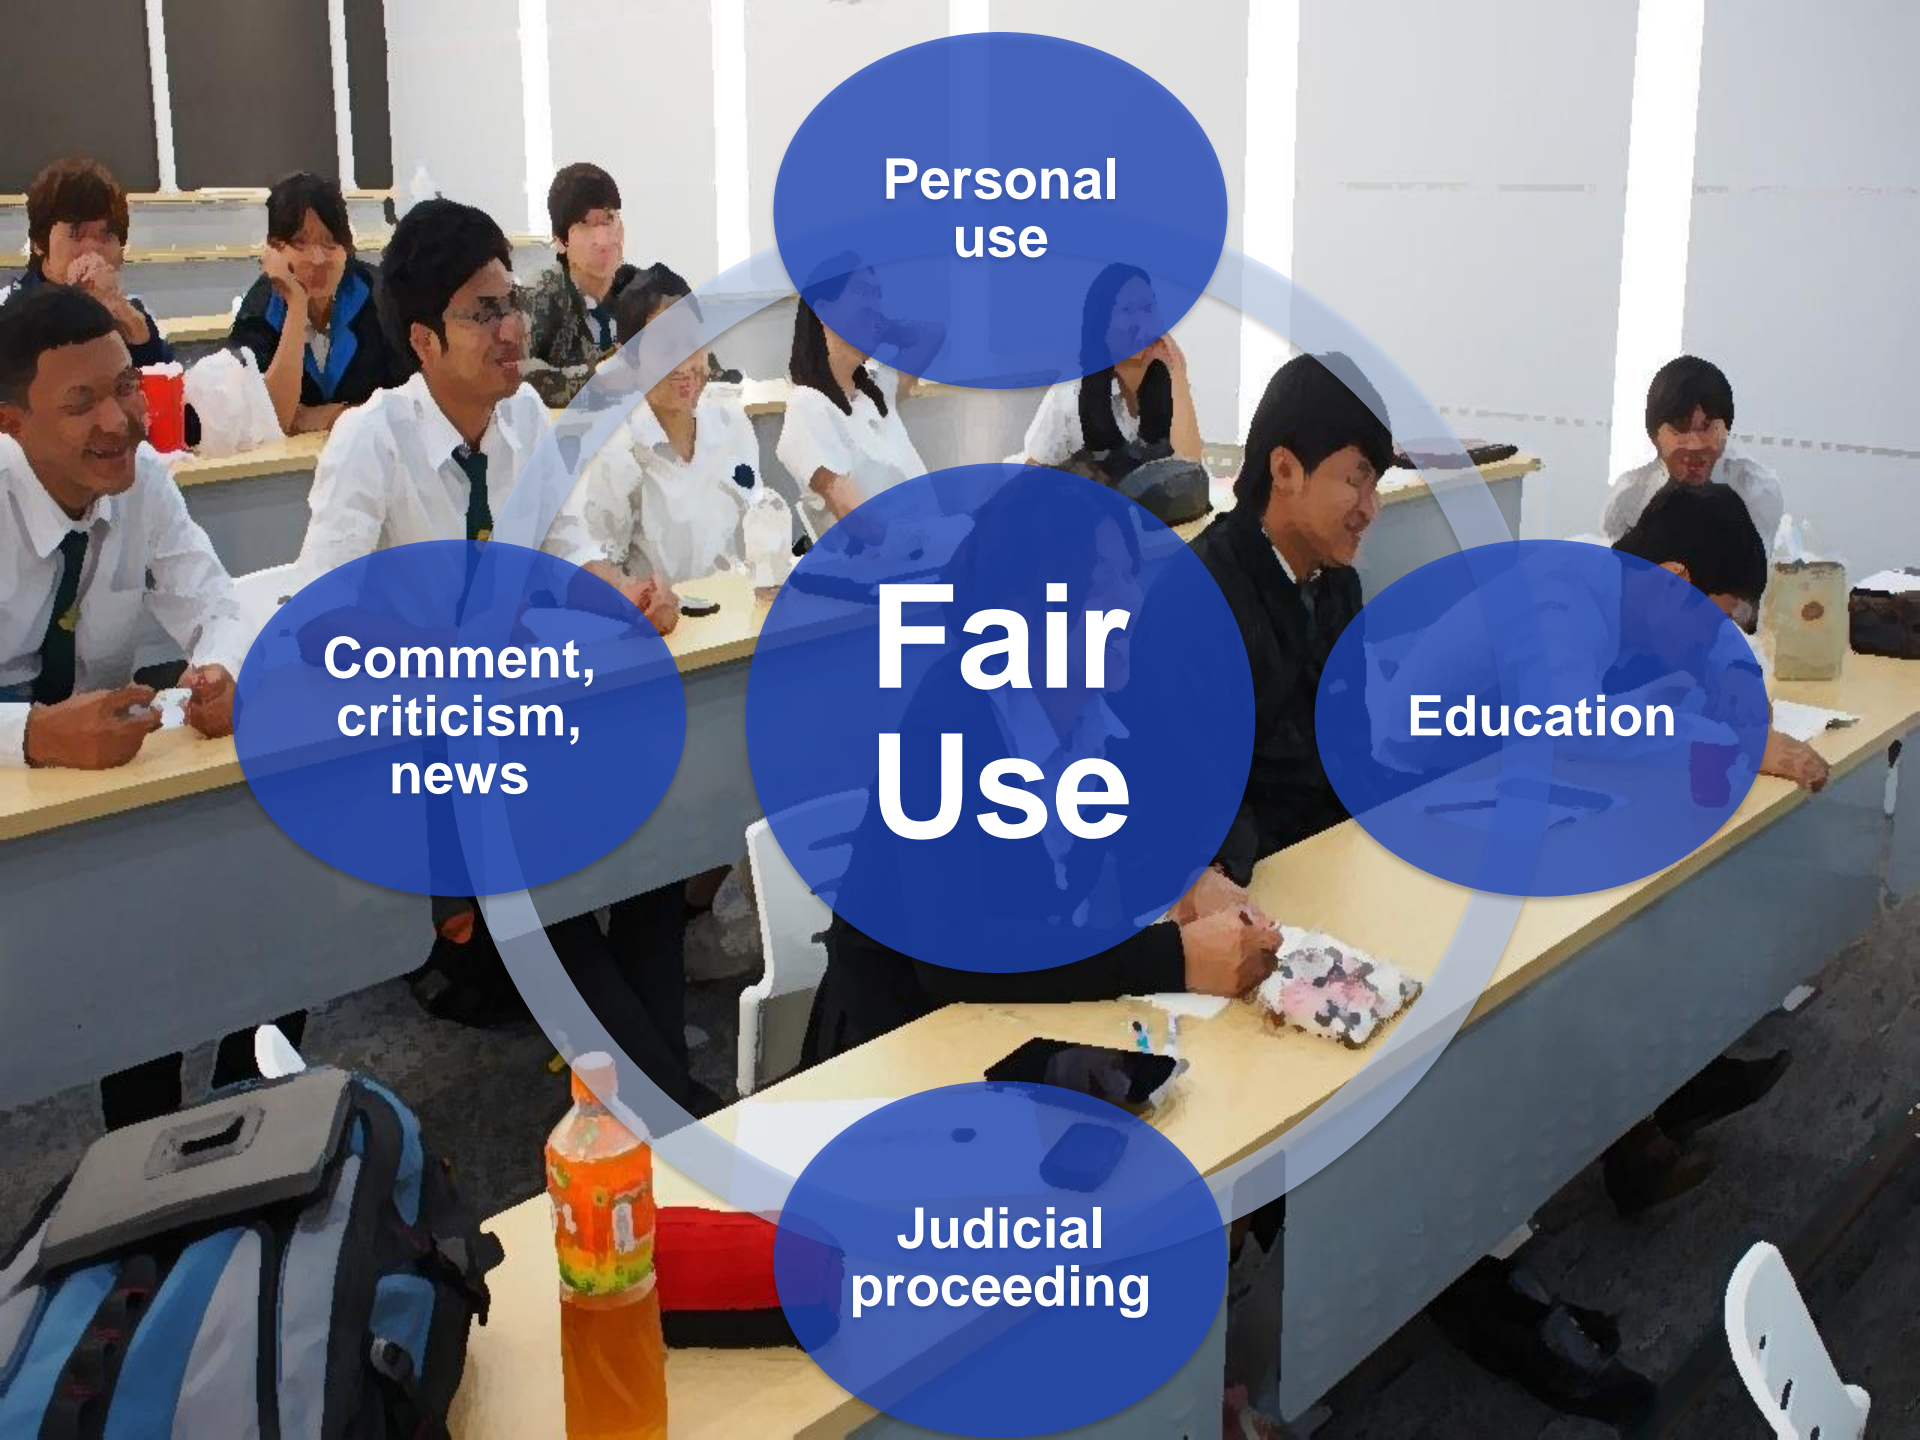 Personal
use
Comment,
criticism,
news
Fair
Use
Education
Judicial
proceeding